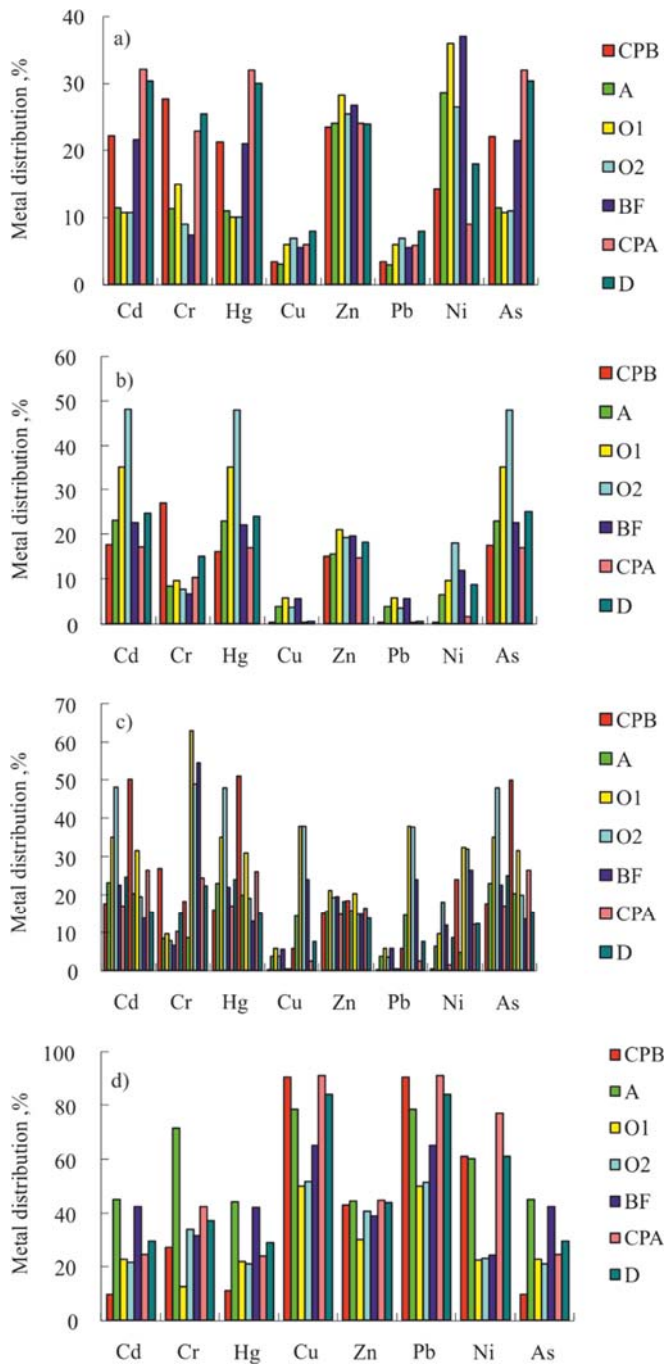 a)
Metal distribution ,%
40
30
20
10
0
Cd Cr Hg Cu Zn Pb Ni As
CPB
A
O1
O2
BF
CPA
D
b)
Metal distribution ,%
60
50
40
30
20
10
0
Cd Cr Hg Cu Zn Pb Ni As
CPB
A
O1
O2
BF
CPA
D
c)
Metal distribution ,%
70
60
50
40
30
20
10
0
Cd Cr Hg Cu Zn Pb Ni As
CPB
A
O1
O2
BF
CPA
D
d)
Metal distribution ,%
100
80
60
40
20
0
Cd Cr Hg Cu Zn Pb Ni As
CPB
A
O1
O2
BF
CPA
D